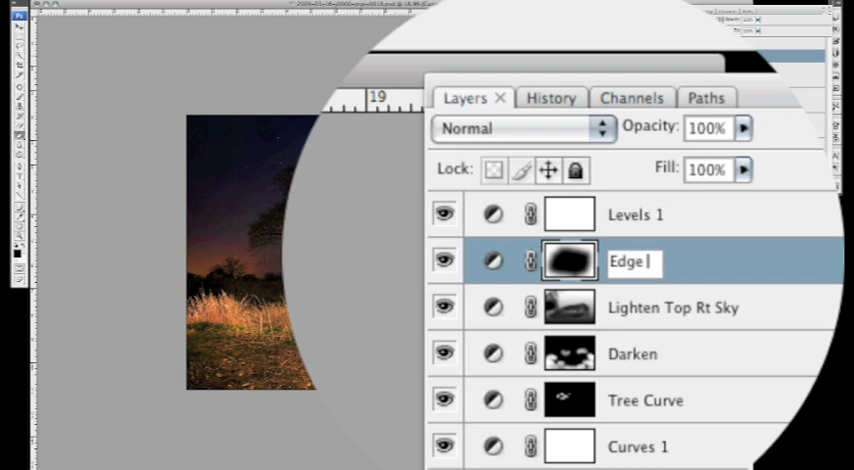 19
Layers × History Channels Paths
Normal Opacity: 100%
Lock: Fill: 100%
Levels 1
Edge
Lighten Top Rt Sky
Darken
Tree Curve
Curves 1